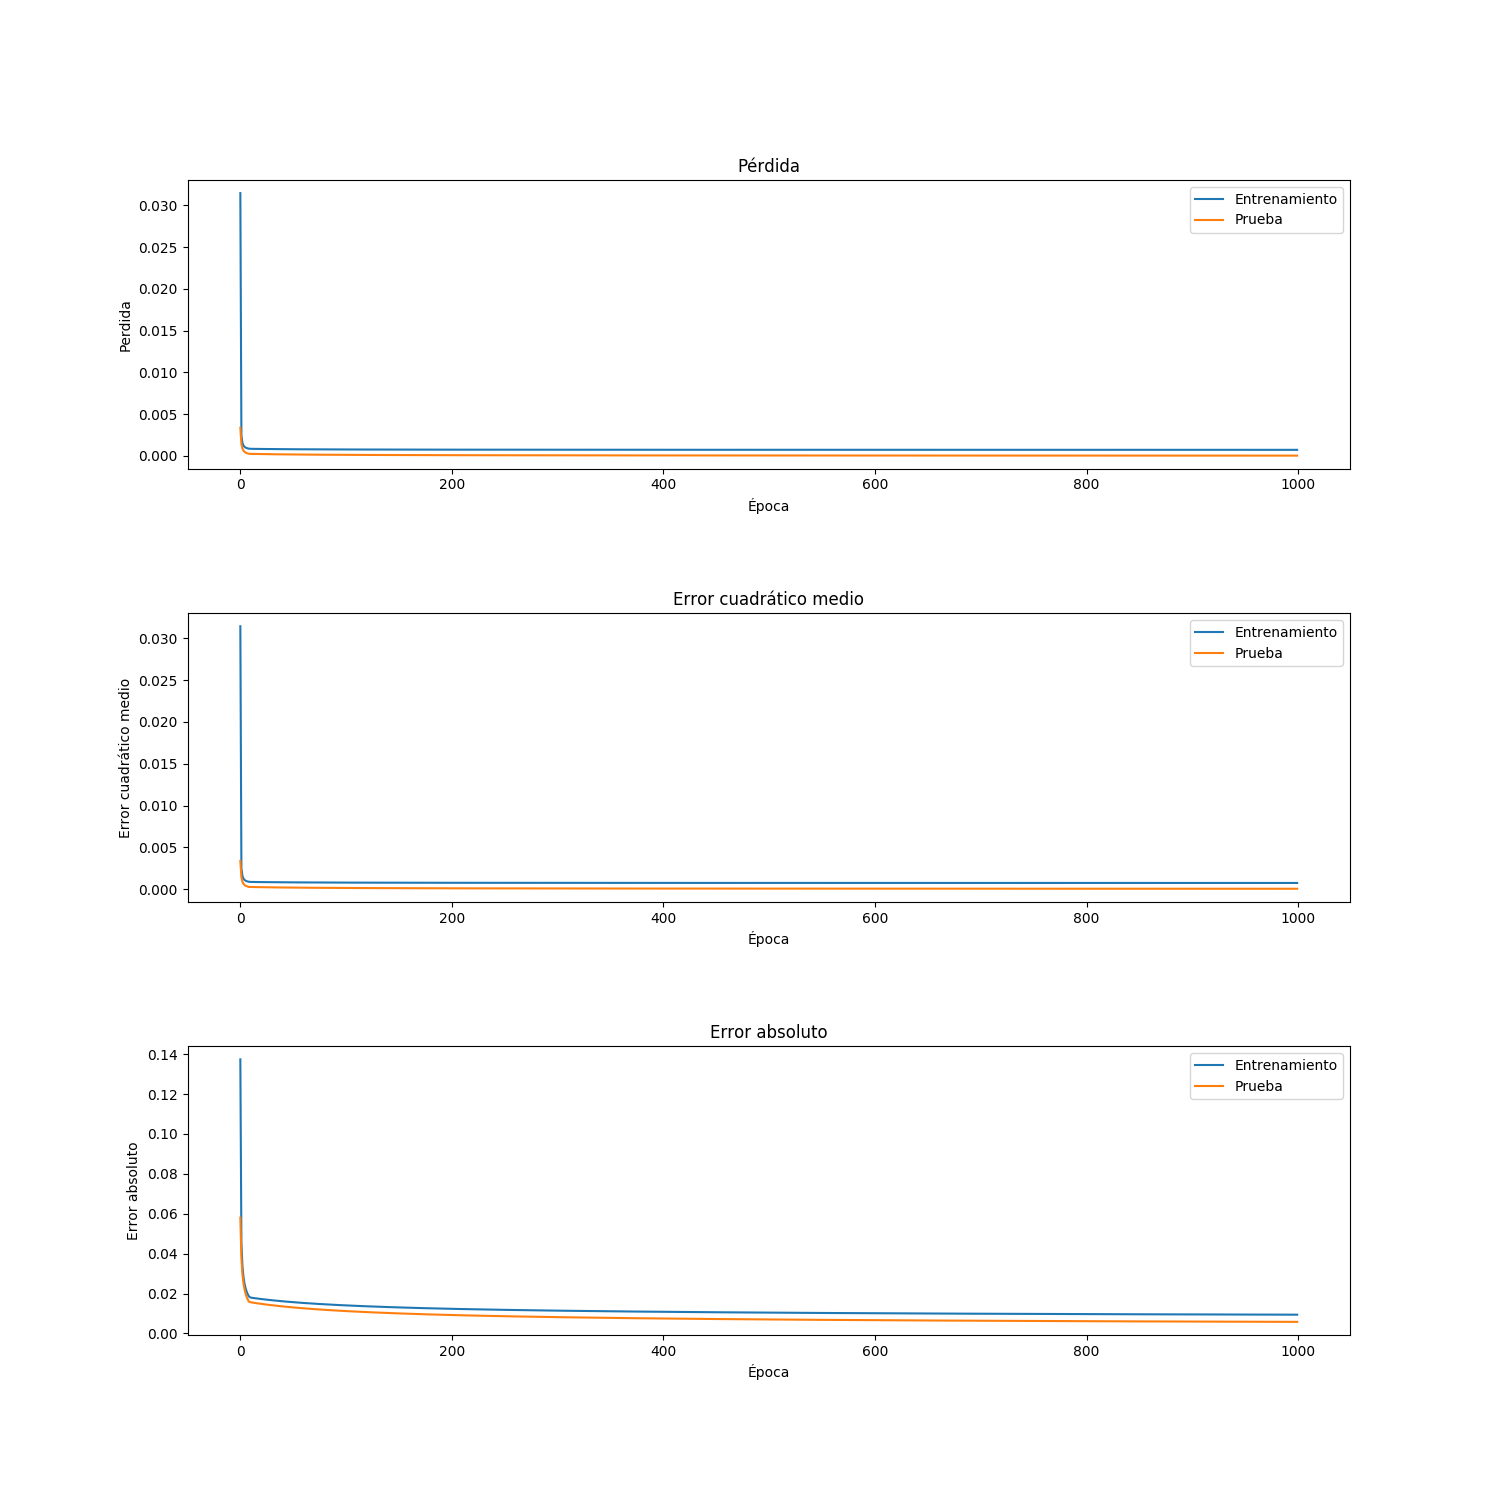 Pérdida
Entrenamiento
Prueba
0.030
0.025
0.020
0.015
0.010
0.005
0.000
Perdida
0 200 400 600 800 1000
Época
Error cuadrático medio
Entrenamiento
Prueba
0.030
0.025
0.020
0.015
0.010
0.005
0.000
Error cuadrático medio
0 200 400 600 800 1000
Época
Error absoluto
Entrenamiento
Prueba
0.14
0.12
0.10
0.08
0.06
0.04
0.02
0.00
Error absoluto
0 200 400 600 800 1000
Época